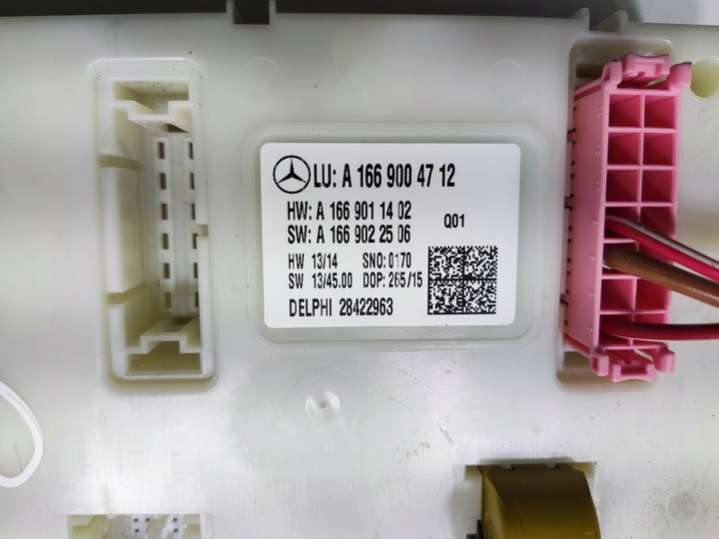 LU: A 166 900 47 12
HW: A 166 901 14 02
SW: A 166 902 25 06
Q01
HW 13/14 SNO: 0170
SW 13/45.00 DOP: 265/15
DELPHI 28422963